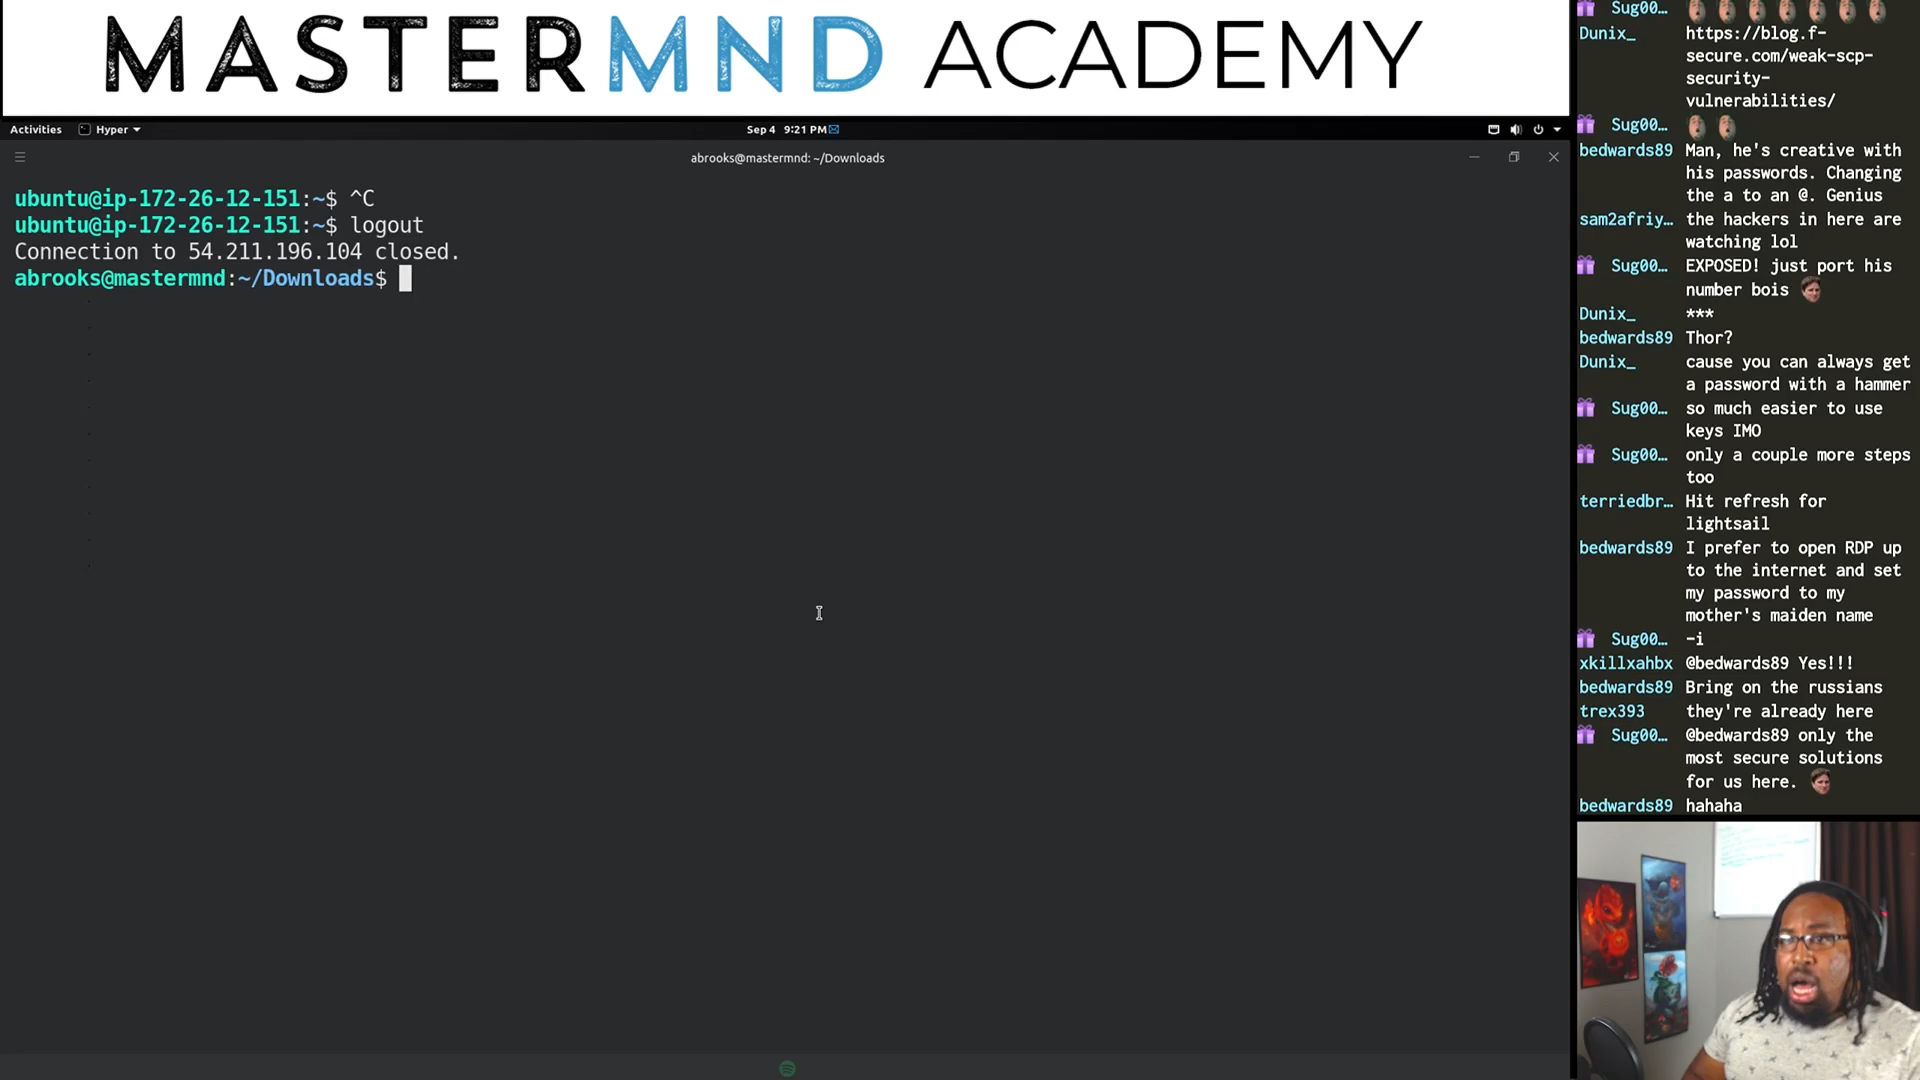 MASTERMND ACADEMY
Activities
Hyper
Sep 4 9:21 PM
abrooks@mastermnd: ~/Downloads
ubuntu@ip-172-26-12-151:~$ ^C
ubuntu@ip-172-26-12-151:~$ logout
Connection to 54.211.196.104 closed.
abrooks@mastermnd:~/Downloads$
Sug00…
Dunix_ https://blog.f-
secure.com/weak-scp-
security-
vulnerabilities/
Sug00…
bedwards89 Man, he's creative with
his passwords. Changing
the a to an @. Genius
sam2afriy… the hackers in here are
watching lol
Sug00… EXPOSED! just port his
number bois
Dunix_ ***
bedwards89 Thor?
Dunix_ cause you can always get
a password with a hammer
Sug00… so much easier to use
keys IMO
Sug00… only a couple more steps
too
terriedbr… Hit refresh for
lightsail
bedwards89 I prefer to open RDP up
to the internet and set
my password to my
mother's maiden name
Sug00… -i
xkillxahbx @bedwards89 Yes!!!
bedwards89 Bring on the russians
trex393 they're already here
Sug00… @bedwards89 only the
most secure solutions
for us here.
bedwards89 hahaha